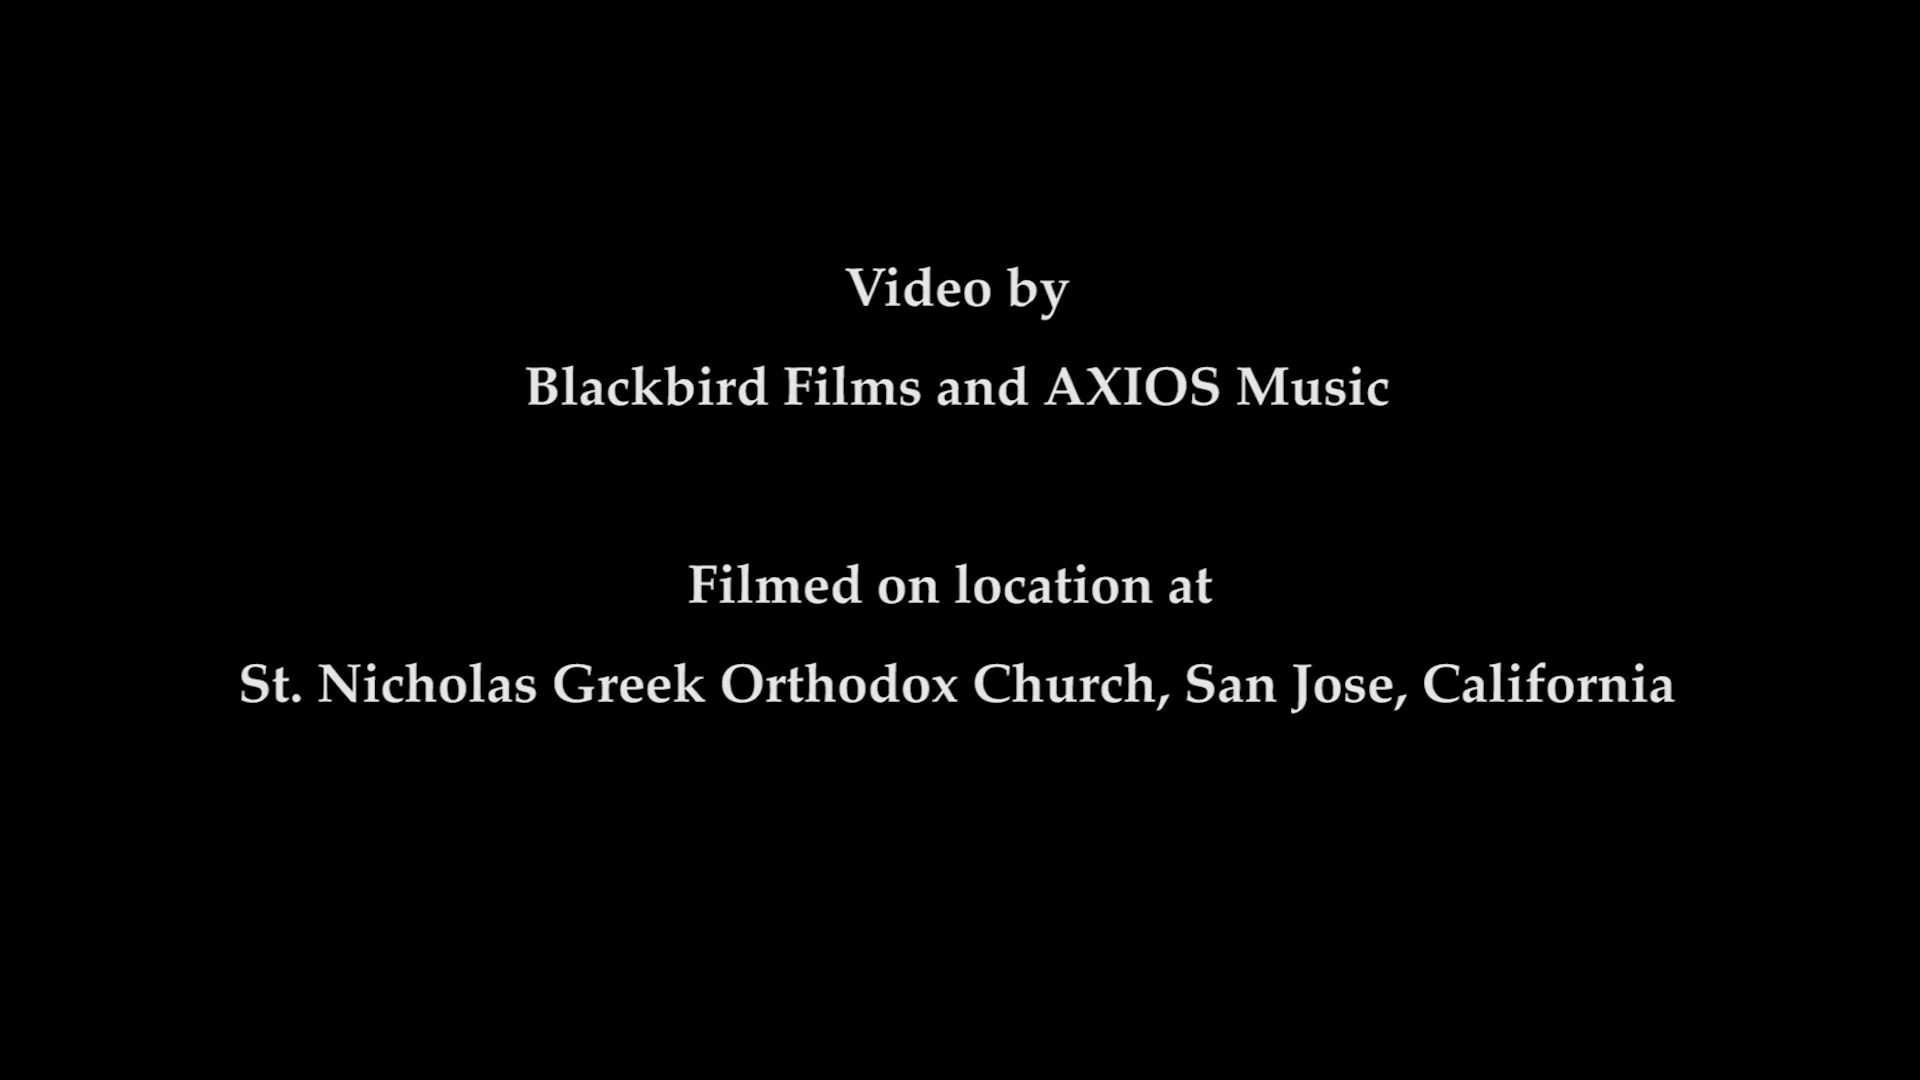 Video by
Blackbird Films and AXIOS Music
Filmed on location at
St. Nicholas Greek Orthodox Church, San Jose, California